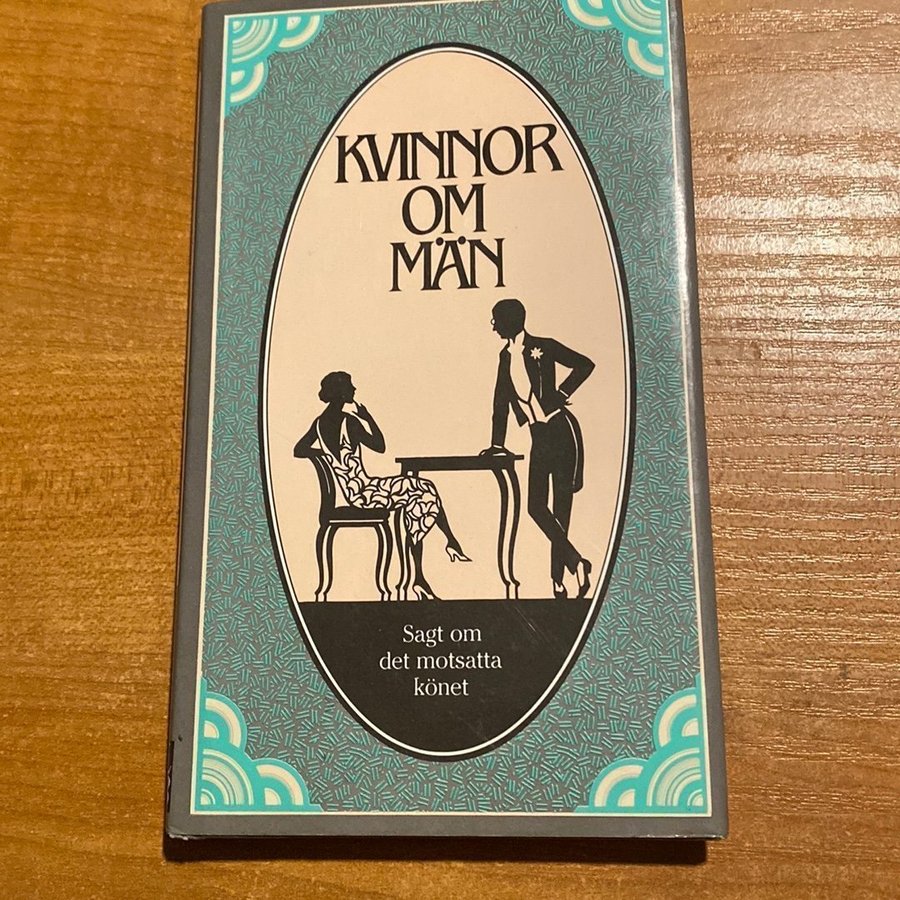 KVINNOR
OM
MÄN
Sagt om
det motsatta
könet